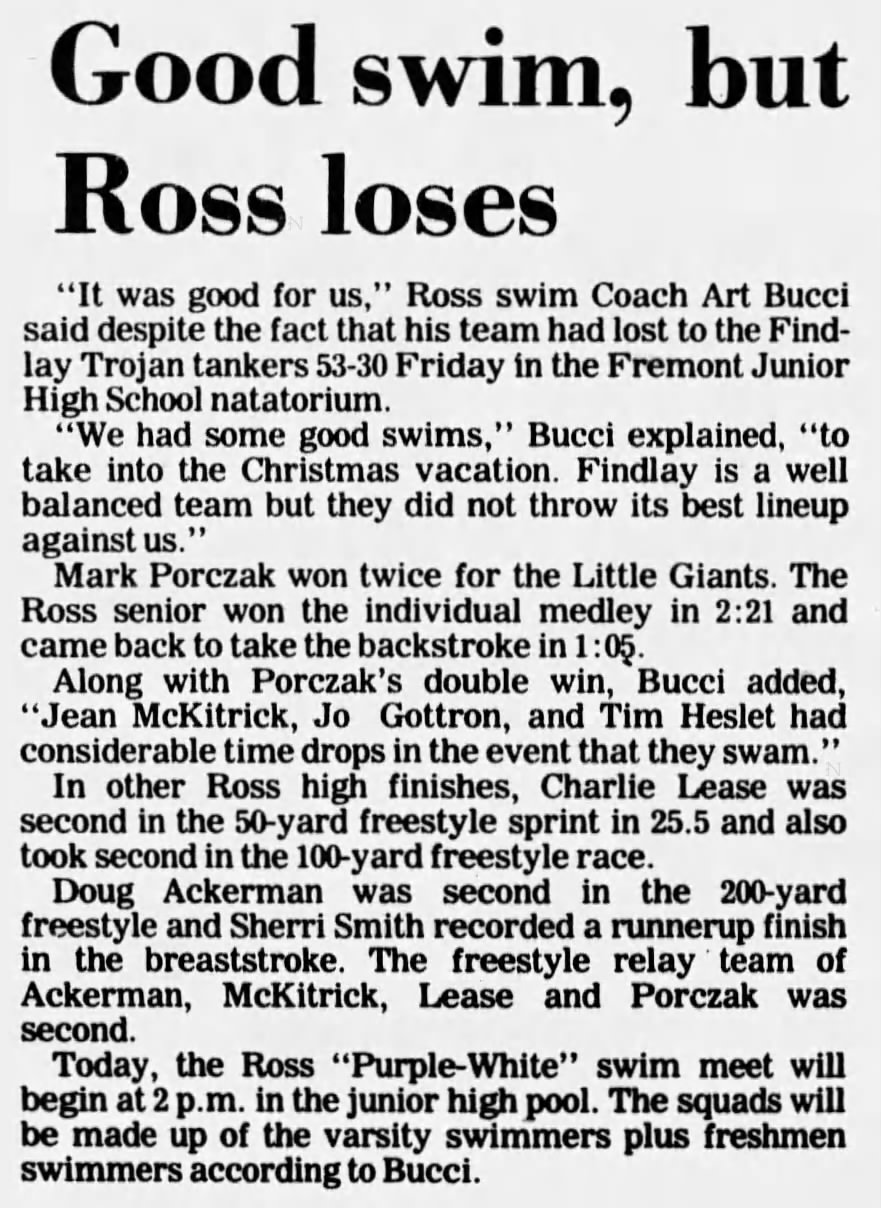 Good swim, but
Ross loses
"It was good for us," Ross swim Coach Art Bucci
said despite the fact that his team had lost to the Find-
lay Trojan tankers 53-30 Friday in the Fremont Junior
High School natatorium.
"We had some good swims," Bucci explained, "to
take into the Christmas vacation. Findlay is a well
balanced team but they did not throw its best lineup
against us."
Mark Porczak won twice for the Little Giants. The
Ross senior won the individual medley in 2:21 and
came back to take the backstroke in 1:05.
Along with Porczak's double win, Bucci added,
"Jean McKitrick, Jo Gottron, and Tim Heslet had
considerable time drops in the event that they swam."
In other Ross high finishes, Charlie Lease was
second in the 50-yard freestyle sprint in 25.5 and also
took second in the 100-yard freestyle race.
Doug Ackerman was second in the 200-yard
freestyle and Sherri Smith recorded a runnerup finish
in the breaststroke. The freestyle relay team of
Ackerman, McKitrick, Lease and Porczak was
second.
Today, the Ross "Purple-White" swim meet will
begin at 2 p.m. in the junior high pool. The squads will
be made up of the varsity swimmers plus freshmen
swimmers according to Bucci.